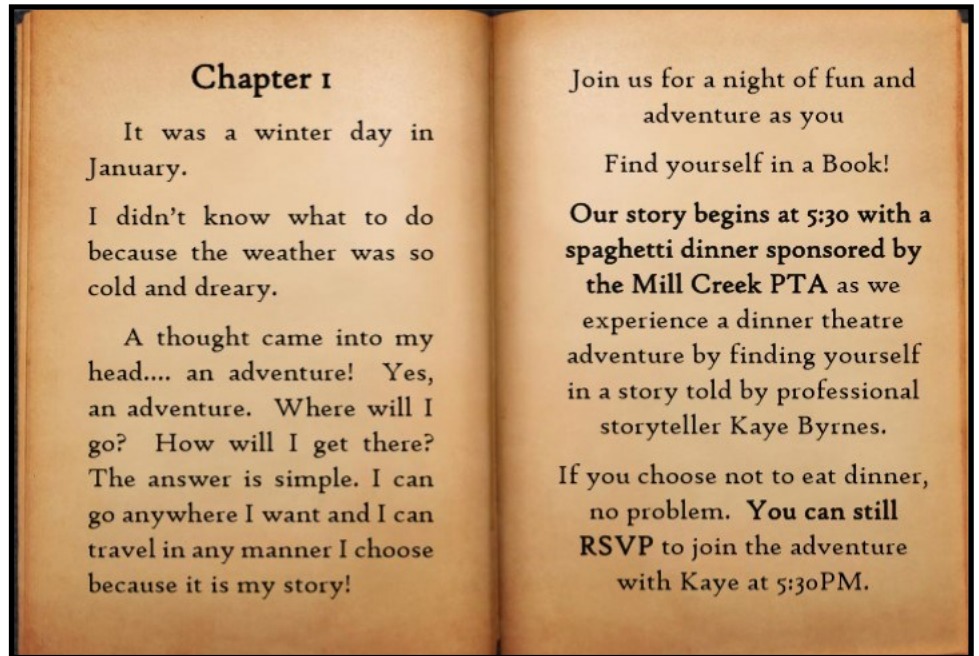 Chapter 1
It was a winter day in
January.
I didn't know what to do
because the weather was so
cold and dreary.
A thought came into my
head.... an adventure! Yes,
an adventure. Where will I
go? How will I get there?
The answer is simple. I can
go anywhere I want and I can
travel in any manner I choose
because it is my story!
Join us for a night of fun and
adventure as you
Find yourself in a Book!
Our story begins at 5:30 with a
spaghetti dinner sponsored by
the Mill Creek PTA as we
experience a dinner theatre
adventure by finding yourself
in a story told by professional
storyteller Kaye Byrnes.
If you choose not to eat dinner,
no problem. You can still
RSVP to join the adventure
with Kaye at 5:30PM.